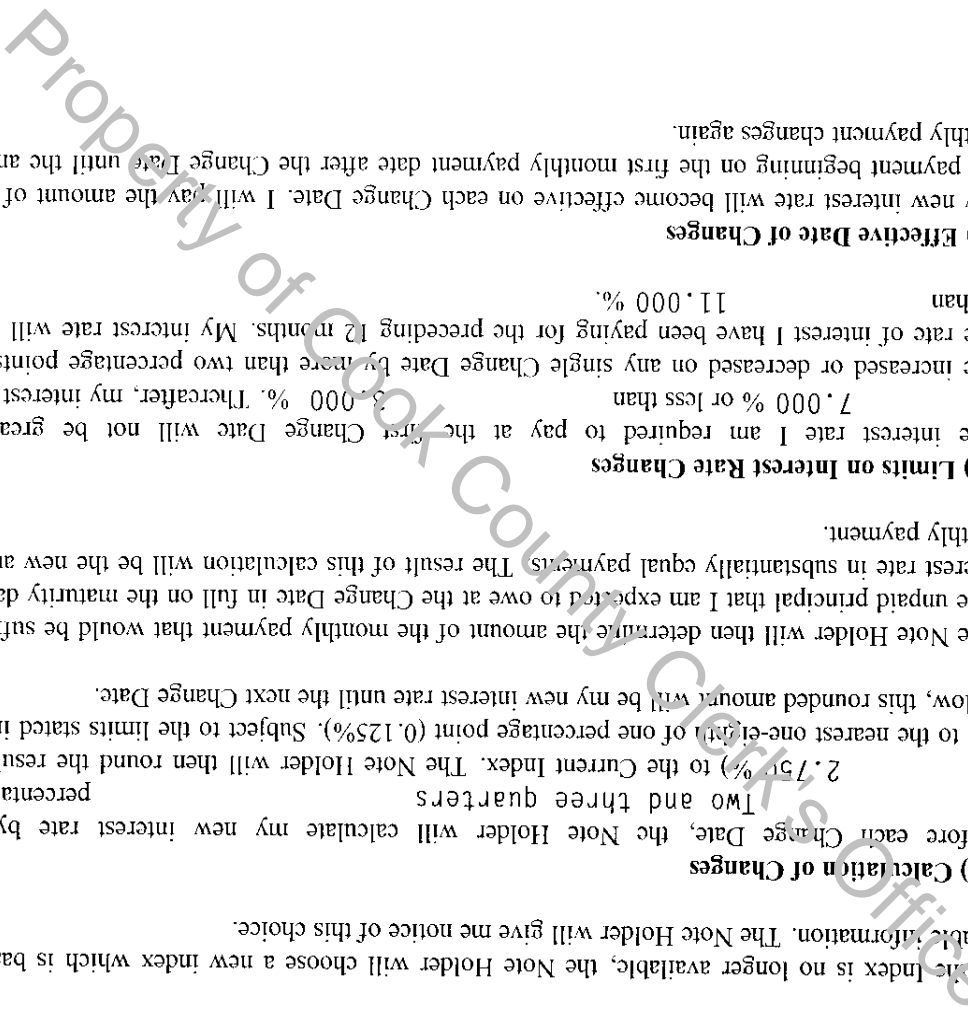 the Index is no longer available, the Note Holder will choose a new index which is ba
able information. The Note Holder will give me notice of this choice.
) Calculation of Changes
fore each Change Date, the Note Holder will calculate my new interest rate by
Two and three quarters percenta
2.750 %) to the Current Index. The Note Holder will then round the resu
to the nearest one-eighth of one percentage point (0.125%). Subject to the limits stated i
low, this rounded amount will be my new interest rate until the next Change Date.
e Note Holder will then determine the amount of the monthly payment that would be suf
e unpaid principal that I am expected to owe at the Change Date in full on the maturity da
erest rate in substantially equal payments. The result of this calculation will be the new a
thly payment.
) Limits on Interest Rate Changes
e interest rate I am required to pay at the first Change Date will not be grea
7.000 % or less than 3.000 %. Thereafter, my interest
e increased or decreased on any single Change Date by more than two percentage points
e rate of interest I have been paying for the preceding 12 months. My interest rate will
han 11.000 %.
) Effective Date of Changes
new interest rate will become effective on each Change Date. I will pay the amount of
payment beginning on the first monthly payment date after the Change Date until the a
thly payment changes again.
Property of Cook County Clerk's Office